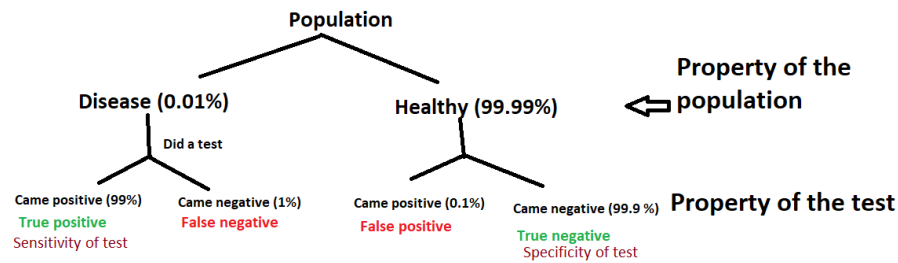 Population
Disease (0.01%)
Healthy (99.99%)
Property of the
population
Did a test
Came positive (99%)
True positive
Sensitivity of test
Came negative (1%)
False negative
Came positive (0.1%)
False positive
Came negative (99.9 %)
True negative
Specificity of test
Property of the test